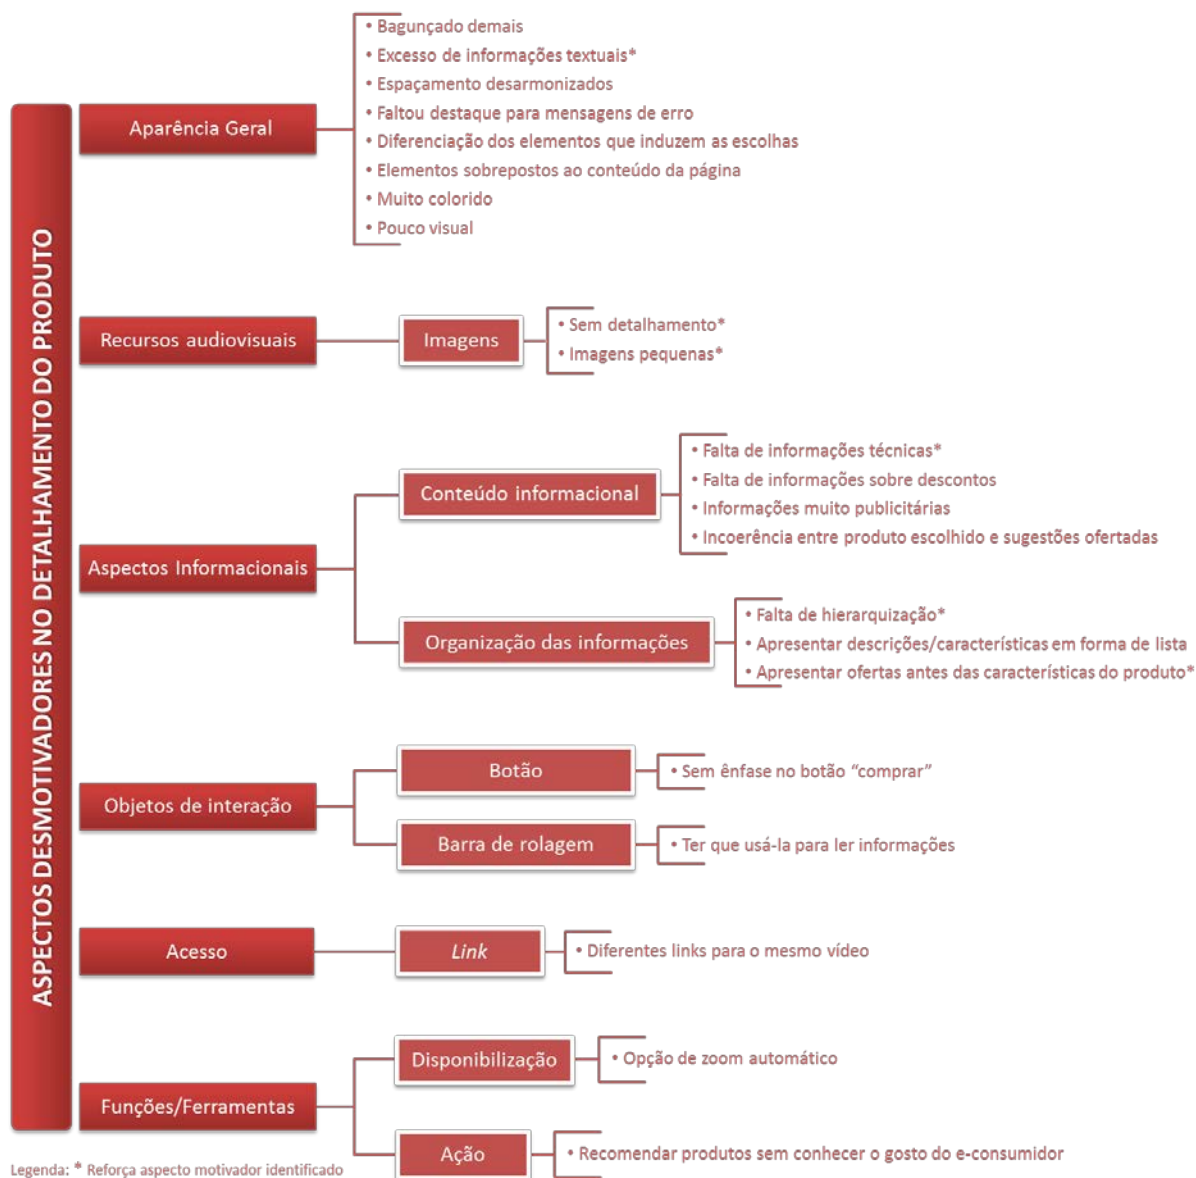 ASPECTOS DESMOTIVADORES NO DETALHAMENTO DO PRODUTO
Aparência Geral
• Bagunçado demais
• Excesso de informações textuais*
• Espaçamento desarmonizados
• Faltou destaque para mensagens de erro
• Diferenciação dos elementos que induzem as escolhas
• Elementos sobrepostos ao conteúdo da página
• Muito colorido
• Pouco visual
Recursos audiovisuais
Imagens
• Sem detalhamento*
• Imagens pequenas*
Aspectos Informacionais
Conteúdo informacional
• Falta de informações técnicas*
• Falta de informações sobre descontos
• Informações muito publicitárias
• Incoerência entre produto escolhido e sugestões ofertadas
Organização das informações
• Falta de hierarquização*
• Apresentar descrições/características em forma de lista
• Apresentar ofertas antes das características do produto*
Objetos de interação
Botão
• Sem ênfase no botão “comprar”
Barra de rolagem
• Ter que usá-la para ler informações
Acesso
Link
• Diferentes links para o mesmo vídeo
Funções/Ferramentas
Disponibilização
• Opção de zoom automático
Ação
• Recomendar produtos sem conhecer o gosto do e-consumidor
Legenda: * Reforça aspecto motivador identificado